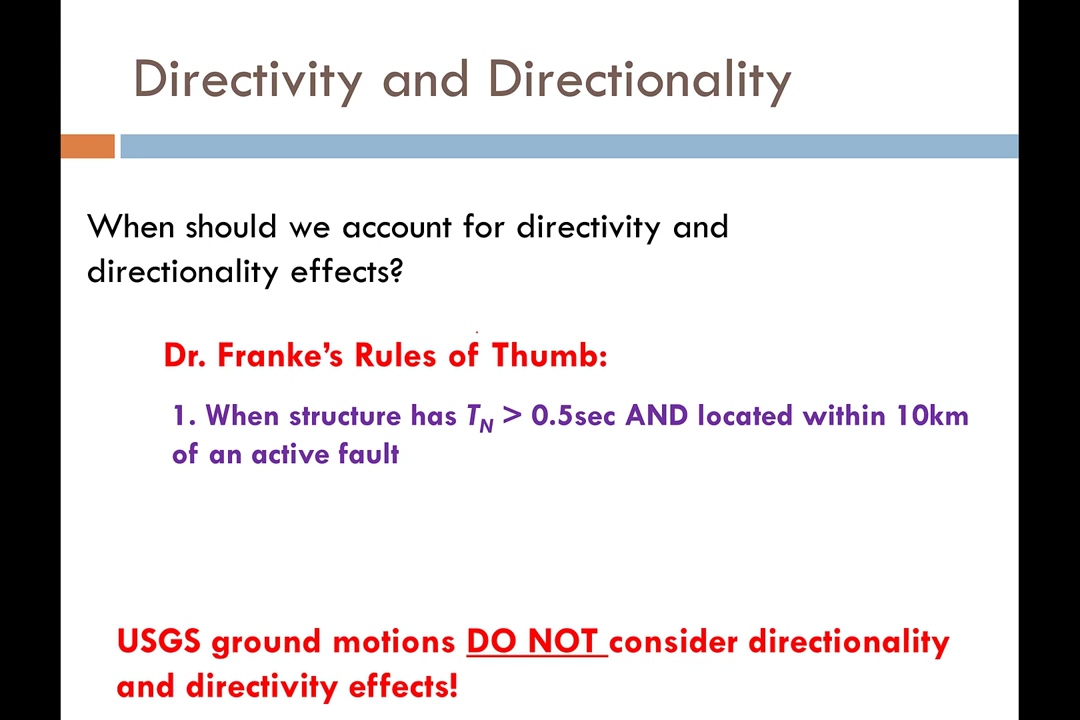 Directivity and Directionality
When should we account for directivity and
directionality effects?
Dr. Franke’s Rules of Thumb:
1. When structure has TN > 0.5sec AND located within 10km
of an active fault
USGS ground motions DO NOT consider directionality
and directivity effects!